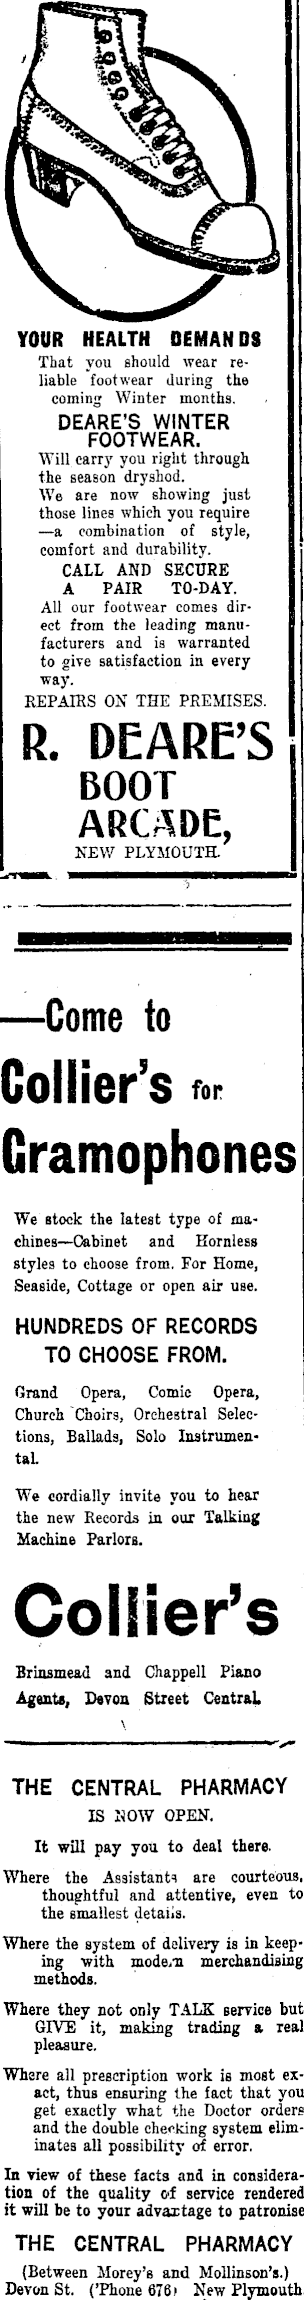 YOUR HEALTH DEMANDS
That you should wear re-
liable footwear during the
coming Winter months.
DEARE'S WINTER
FOOTWEAR.
Will carry you right through
the season dryshod.
We are now showing just
those lines which you require
—a combination of style,
comfort and durability.
CALL AND SECURE
A PAIR TO-DAY.
All our footwear comes dir-
ect from the leading manu-
facturers and is warranted
to give satisfaction in every
way.
REPAIRS ON THE PREMISES.
R. DEARE'S
BOOT
ARCADE,
NEW PLYMOUTH.
—Come to
Collier's for
Gramophones
We stock the latest type of ma-
chines—Cabinet and Hornless
styles to choose from. For Home,
Seaside, Cottage or open air use.
HUNDREDS OF RECORDS
TO CHOOSE FROM.
Grand Opera, Comic Opera,
Church Choirs, Orchestral Selec-
tions, Ballads, Solo Instrumen-
tal.
We cordially invite you to hear
the new Records in our Talking
Machine Parlors.
Collier's
Brinsmead and Chappell Piano
Agents, Devon Street Central.
THE CENTRAL PHARMACY
IS NOW OPEN.
It will pay you to deal there.
Where the Assistants are courteous,
thoughtful and attentive, even to
the smallest details.
Where the system of delivery is in keep-
ing with modern merchandising
methods.
Where they not only TALK service but
GIVE it, making trading a real
pleasure.
Where all prescription work is most ex-
act, thus ensuring the fact that you
get exactly what the Doctor orders
and the double checking system elim-
inates all possibility of error.
In view of these facts and in considera-
tion of the quality of service rendered
it will be to your advantage to patronise
THE CENTRAL PHARMACY
(Between Morey's and Mollinson's.)
Devon St. ('Phone 676) New Plymouth